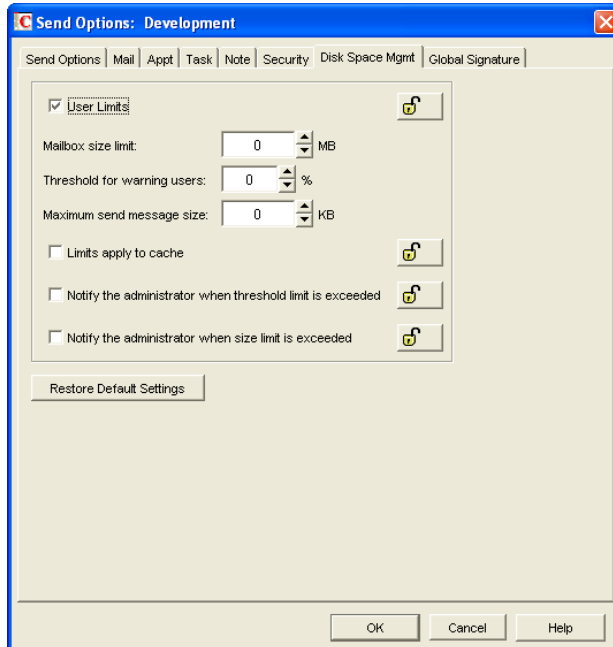 C Send Options: Development
Send Options Mail Appt Task Note Security Disk Space Mgmt Global Signature
User Limits
Mailbox size limit: 0 MB
Threshold for warning users: 0 %
Maximum send message size: 0 KB
Limits apply to cache
Notify the administrator when threshold limit is exceeded
Notify the administrator when size limit is exceeded
Restore Default Settings
OK Cancel Help